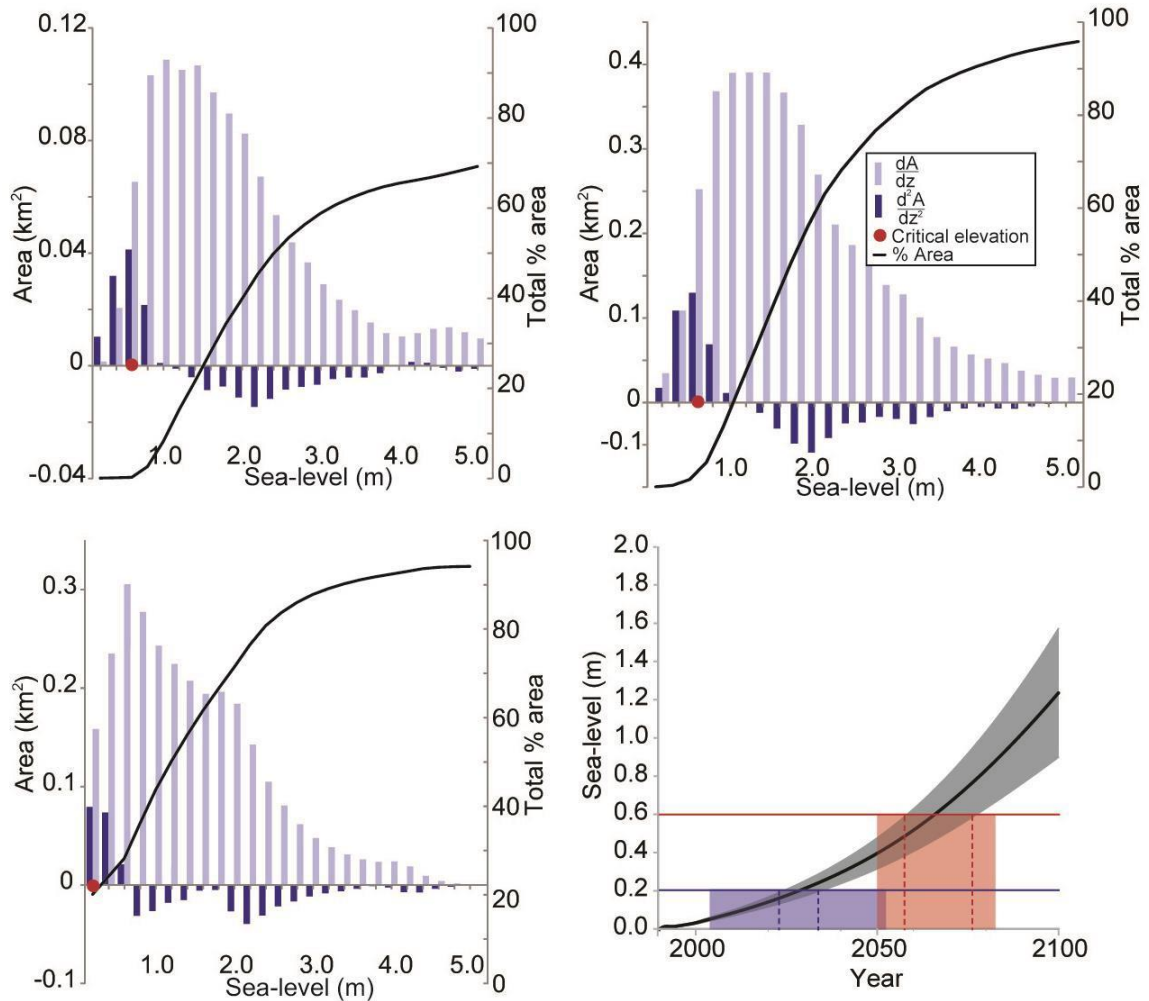 0.12
0.08
0.04
0
-0.04
Area (km²)
1.0 2.0 3.0 4.0 5.0
Sea-level (m)
100
80
60
40
20
0
Total % area
0.4
0.3
0.2
0.1
0
-0.1
Area (km²)
1.0 2.0 3.0 4.0 5.0
Sea-level (m)
100
80
60
40
20
0
Total % area
dA
dz
d²A
dz²
Critical elevation
% Area
0.3
0.2
0.1
0
-0.1
Area (km²)
1.0 2.0 3.0 4.0 5.0
Sea-level (m)
100
80
60
40
20
0
Total % area
2.0
1.8
1.6
1.4
1.2
1.0
0.8
0.6
0.4
0.2
0.0
Sea-level (m)
2000 2050 2100
Year